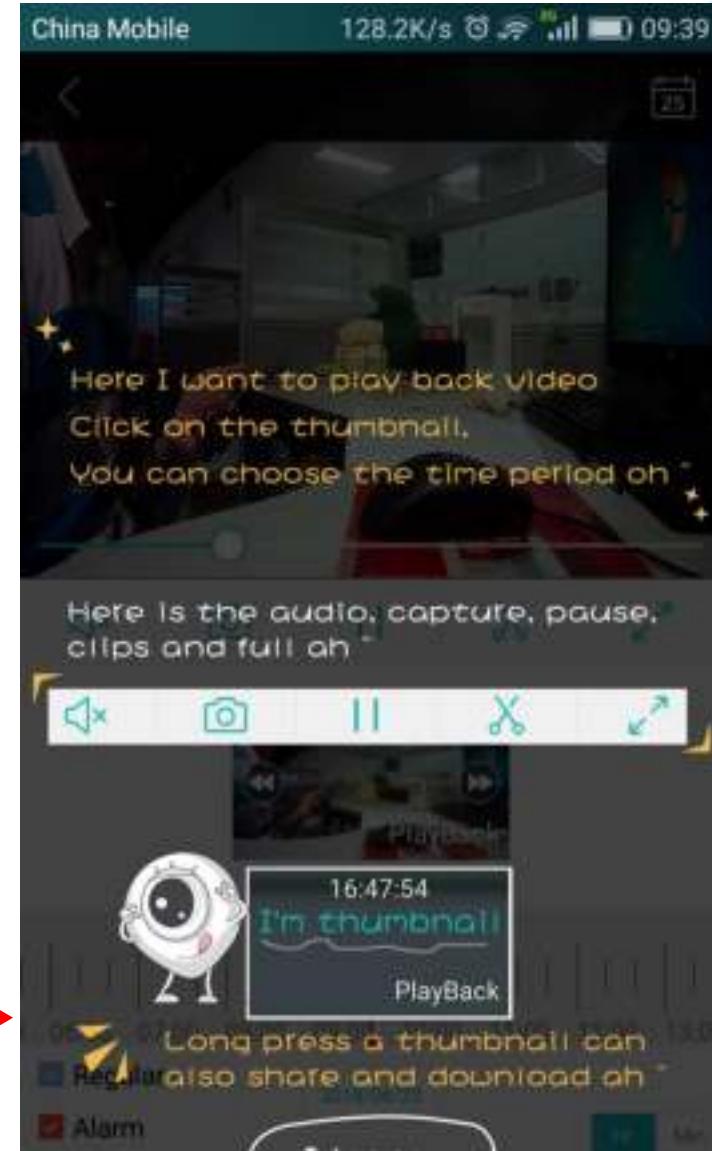 China Mobile 128.2K/s 09:39
25
Here I want to play back video
Click on the thumbnail,
You can choose the time period oh ~
Here is the audio, capture, pause,
clips and full ah ~
PlayBack
16:47:54
I'm thumbnail
PlayBack
Long press a thumbnail can
Regular also share and download ah ~
Alarm